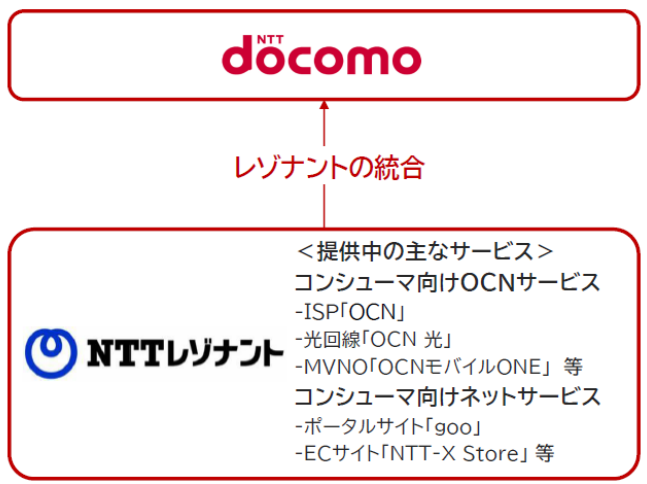 NTT
docomo
レゾナントの統合
＜提供中の主なサービス＞
コンシューマ向けOCNサービス
-ISP｢OCN｣
-光回線｢OCN 光｣
-MVNO｢OCNモバイルONE｣ 等
NTTレゾナント
コンシューマ向けネットサービス
-ポータルサイト｢goo｣
-ECサイト｢NTT-X Store｣ 等